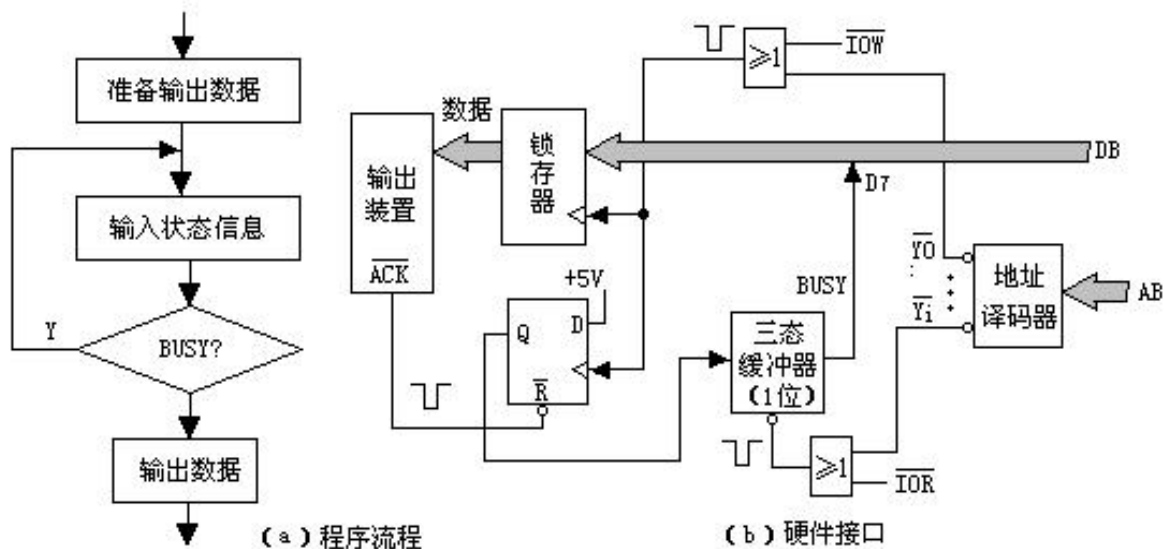 准备输出数据
输入状态信息
Y
BUSY?
输出数据
(a)程序流程
≥1
IOW
数据
锁存器
DB
输出装置
D7
ACK
+5V
Q
D
R
BUSY
三态缓冲器(1位)
Y0
Yi
地址译码器
AB
≥1
IOR
(b)硬件接口